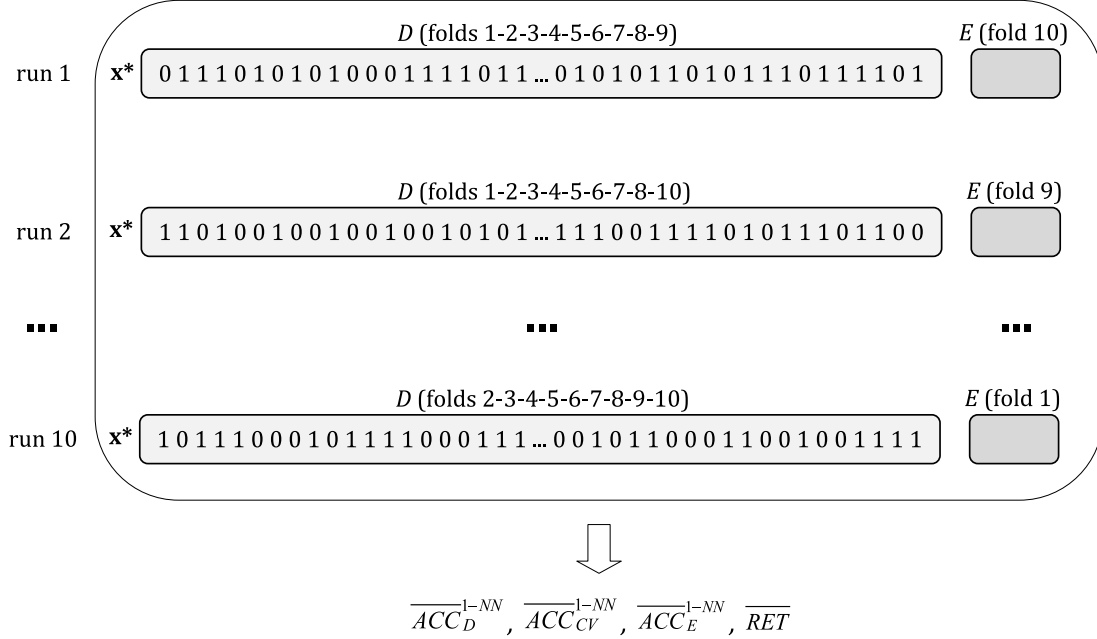 D (folds 1-2-3-4-5-6-7-8-9) E (fold 10)
run 1 x* 0 1 1 1 0 1 0 1 0 1 0 0 0 1 1 1 1 0 1 1 ... 0 1 0 1 0 1 1 0 1 0 1 1 1 0 1 1 1 1 0 1
D (folds 1-2-3-4-5-6-7-8-10) E (fold 9)
run 2 x* 1 1 0 1 0 0 1 0 0 1 0 0 1 0 0 1 0 1 0 1 ... 1 1 1 0 0 1 1 1 1 0 1 0 1 1 1 0 1 1 0 0
... ... ...
D (folds 2-3-4-5-6-7-8-9-10) E (fold 1)
run 10 x* 1 0 1 1 1 0 0 0 1 0 1 1 1 1 0 0 0 1 1 1 ... 0 0 1 0 1 1 0 0 0 1 1 0 0 1 0 0 1 1 1 1
ACC_D^{1-NN}, ACC_{CV}^{1-NN}, ACC_E^{1-NN}, RET